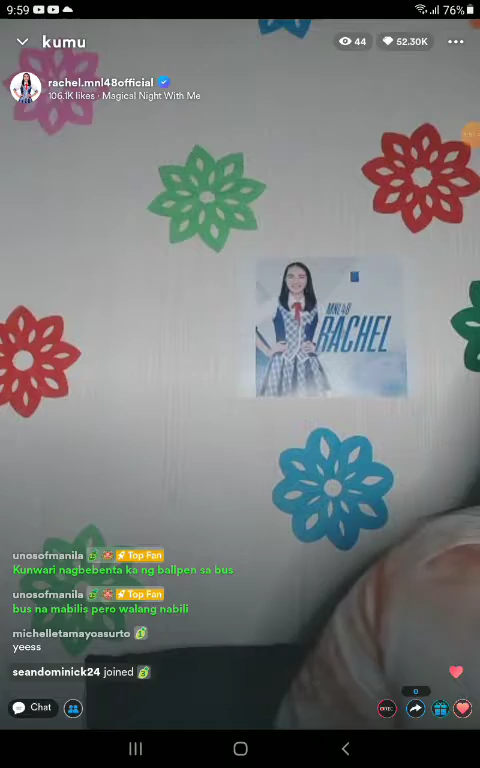 9:59
76%
kumu
44
52.30K
rachel.mnl48official
106.1K likes · Magical Night With Me
MNL48
RACHEL
unosofmanila Top Fan
Kunwari nagbebenta ka ng ballpen sa bus
unosofmanila Top Fan
bus na mabilis pero walang nabili
michelletamayoasurto
yeess
seandominick24 joined
0
Chat